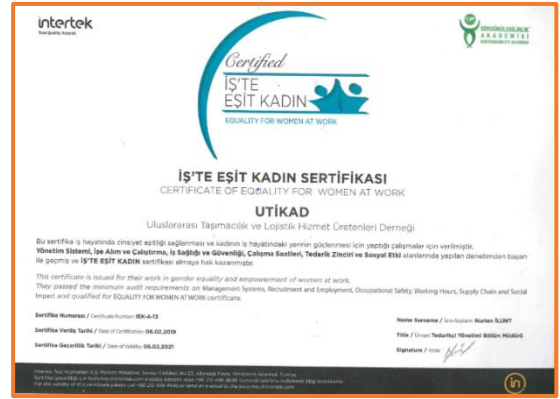 intertek
Total Quality. Assured.
SÜRDÜRÜLEBİLİRLİK
AKADEMİSİ
SUSTAINABILITY ACADEMY
Certified
İŞ'TE
EŞİT KADIN
EQUALITY FOR WOMEN AT WORK
İŞ'TE EŞİT KADIN SERTİFİKASI
CERTIFICATE OF EQUALITY FOR WOMEN AT WORK
UTİKAD
Uluslararası Taşımacılık ve Lojistik Hizmet Üretenleri Derneği
Bu sertifika iş hayatında cinsiyet eşitliği sağlanması ve kadının iş hayatındaki yerinin güçlenmesi için yaptığı çalışmalar için verilmiştir.
Yönetim Sistemi, İşe Alım ve Çalıştırma, İş Sağlığı ve Güvenliği, Çalışma Saatleri, Tedarik Zinciri ve Sosyal Etki alanlarında yapılan denetimden başarı
ile geçmiş ve İŞ'TE EŞİT KADIN sertifikası almaya hak kazanmıştır.
This certificate is issued for their work in gender equality and empowerment of women at work.
They passed the minimum audit requirements on Management Systems, Recruitment and Employment, Occupational Safety, Working Hours, Supply Chain and Social
Impact and qualified for EQUALITY FOR WOMEN AT WORK certificate.
Sertifika Numarası / Certificate Number: IEK-A-13
Sertifika Veriliş Tarihi / Date of Certification: 06.02.2019
Sertifika Geçerlilik Tarihi / Date of Validity: 06.02.2021
Name Surname / İsim-Soyisim: Nurten İLUMT
Title / Ünvan: Tedarikçi Yönetimi Bölüm Müdürü
Signature / İmza:
in